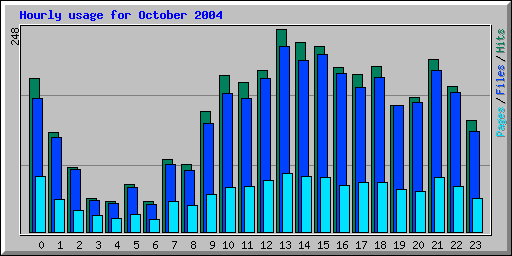 Hourly usage for October 2004
248
Pages/Files/Hits
0 1 2 3 4 5 6 7 8 9 10 11 12 13 14 15 16 17 18 19 20 21 22 23